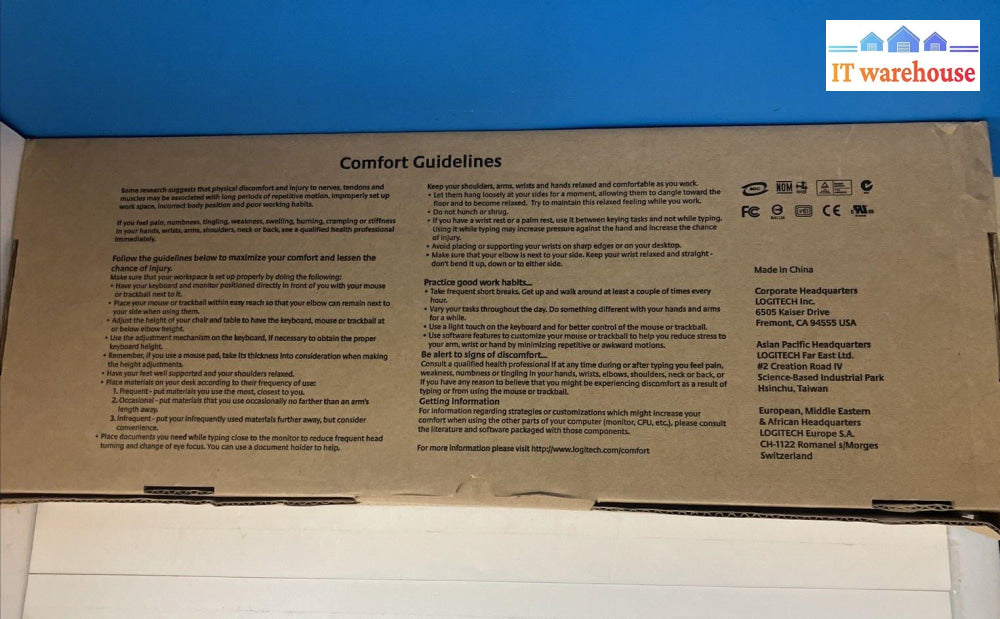 IT warehouse
Comfort Guidelines
Some research suggests that physical discomfort and injury to nerves, tendons and
muscles may be associated with long periods of repetitive motion, improperly set up
work space, incorrect body position and poor working habits.
If you feel pain, numbness, tingling, weakness, swelling, burning, cramping or stiffness
in your hands, wrists, arms, shoulders, neck or back, see a qualified health professional
immediately.
Follow the guidelines below to maximize your comfort and lessen the
chance of injury.
Make sure that your workspace is set up properly by doing the following:
• Have your keyboard and monitor positioned directly in front of you with your mouse
or trackball next to it.
• Place your mouse or trackball within easy reach so that your elbow can remain next to
your side when using them.
• Adjust the height of your chair and table to have the keyboard, mouse or trackball at
or below elbow height.
• Use the adjustment mechanism on the keyboard, if necessary to obtain the proper
keyboard height.
• Remember, if you use a mouse pad, take its thickness into consideration when making
the height adjustments.
• Have your feet well supported and your shoulders relaxed.
• Place materials on your desk according to their frequency of use:
1. Frequent - put materials you use the most, closest to you.
2. Occasional - put materials that you use occasionally no farther than an arm's
length away.
3. Infrequent - put your infrequently used materials further away, but consider
convenience.
• Place documents you need while typing close to the monitor to reduce frequent head
turning and change of eye focus. You can use a document holder to help.
Keep your shoulders, arms, wrists and hands relaxed and comfortable as you work.
• Let them hang loosely at your sides for a moment, allowing them to dangle toward the
floor and to become relaxed. Try to maintain this relaxed feeling while you work.
• Do not hunch or shrug.
• If you have a wrist rest or a palm rest, use it between keying tasks and not while typing.
Using it while typing may increase pressure against the hand and increase the chance
of injury.
• Avoid placing or supporting your wrists on sharp edges or on your desktop.
• Make sure that your elbow is next to your side. Keep your wrist relaxed and straight -
don't bend it up, down or to either side.
Practice good work habits...
• Take frequent short breaks. Get up and walk around at least a couple of times every
hour.
• Vary your tasks throughout the day. Do something different with your hands and arms
for a while.
• Use a light touch on the keyboard and for better control of the mouse or trackball.
• Use software features to customize your mouse or trackball to help you reduce stress to
your arm, wrist or hand by minimizing repetitive or awkward motions.
Be alert to signs of discomfort...
Consult a qualified health professional if at any time during or after typing you feel pain,
weakness, numbness or tingling in your hands, wrists, elbows, shoulders, neck or back, or
if you have any reason to believe that you might be experiencing discomfort as a result of
typing or from using the mouse or trackball.
Getting information
For information regarding strategies or customizations which might increase your
comfort when using the other parts of your computer (monitor, CPU, etc.), please consult
the literature and software packaged with those components.
For more information please visit http://www.logitech.com/comfort
NOM
FC CE
Made in China
Corporate Headquarters
LOGITECH Inc.
6505 Kaiser Drive
Fremont, CA 94555 USA
Asian Pacific Headquarters
LOGITECH Far East Ltd.
#2 Creation Road IV
Science-Based Industrial Park
Hsinchu, Taiwan
European, Middle Eastern
& African Headquarters
LOGITECH Europe S.A.
CH-1122 Romanel s/Morges
Switzerland